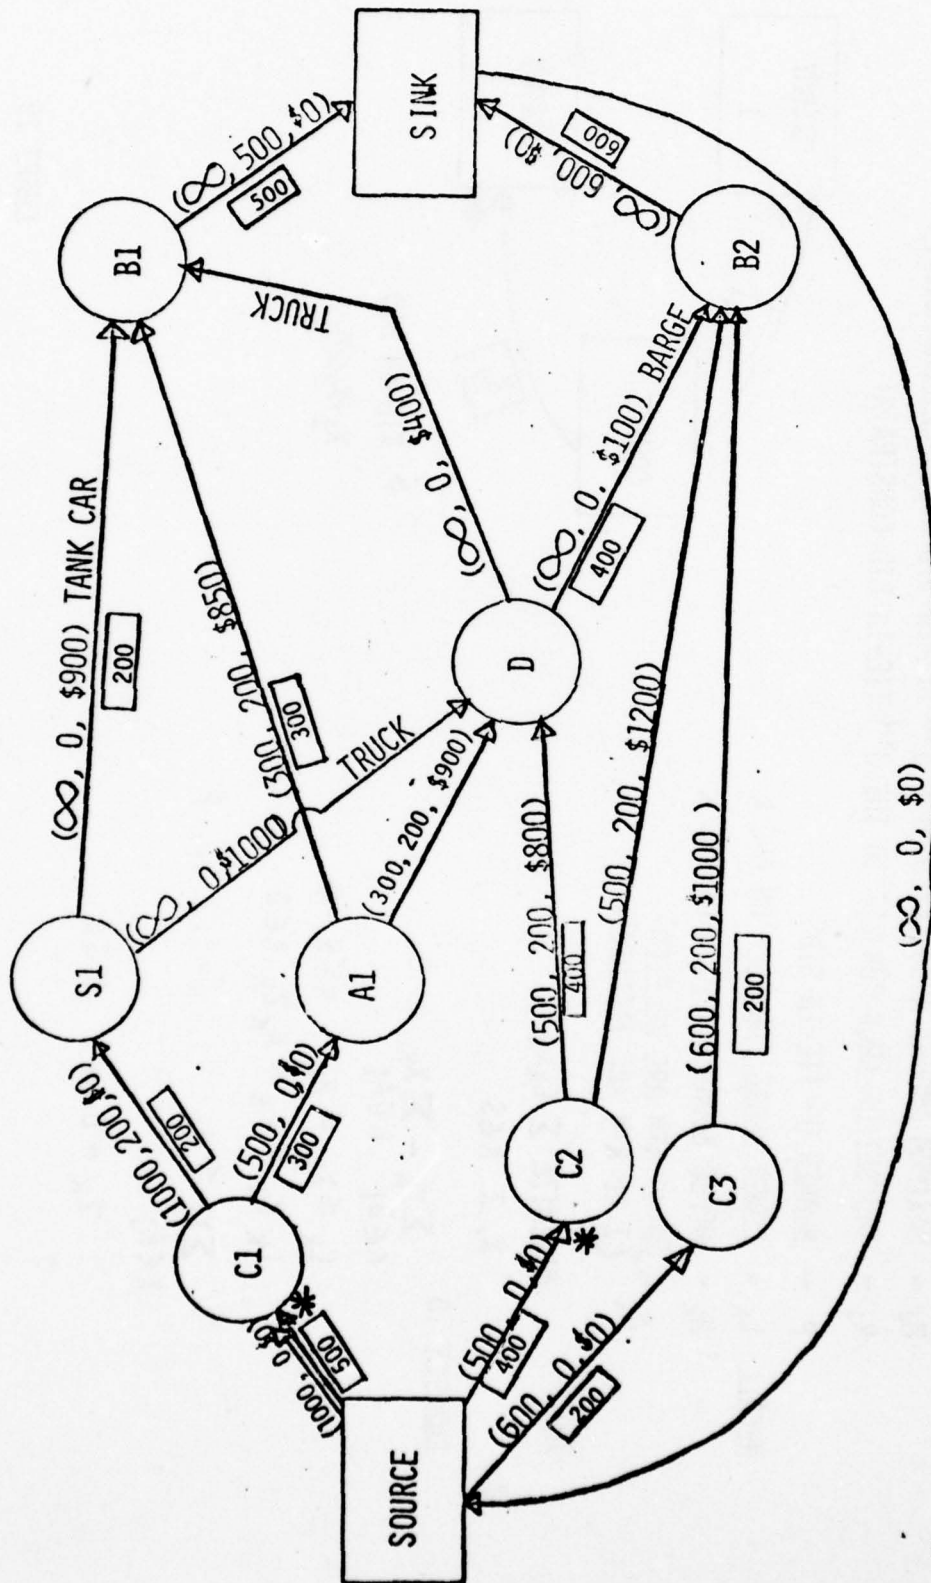 SOURCE
(1000, 0, $0)
500
*
(500, 0, $0)
400
*
(600, 0, $0)
200
C1
(1000, 200, $0)
200
(500, 0, $0)
300
C2
C3
S1
(∞, 0, $900) TANK CAR
200
(∞, 0, $1000)
TRUCK
A1
(300, 200, $850)
300
(300, 200, $900)
(500, 200, $800)
400
(500, 200, $1200)
(600, 200, $1000)
200
D
(∞, 0, $400)
TRUCK
(∞, 0, $100) BARGE
400
B1
(∞, 500, $0)
500
B2
(∞, 600, $0)
600
SINK
(∞, 0, $0)